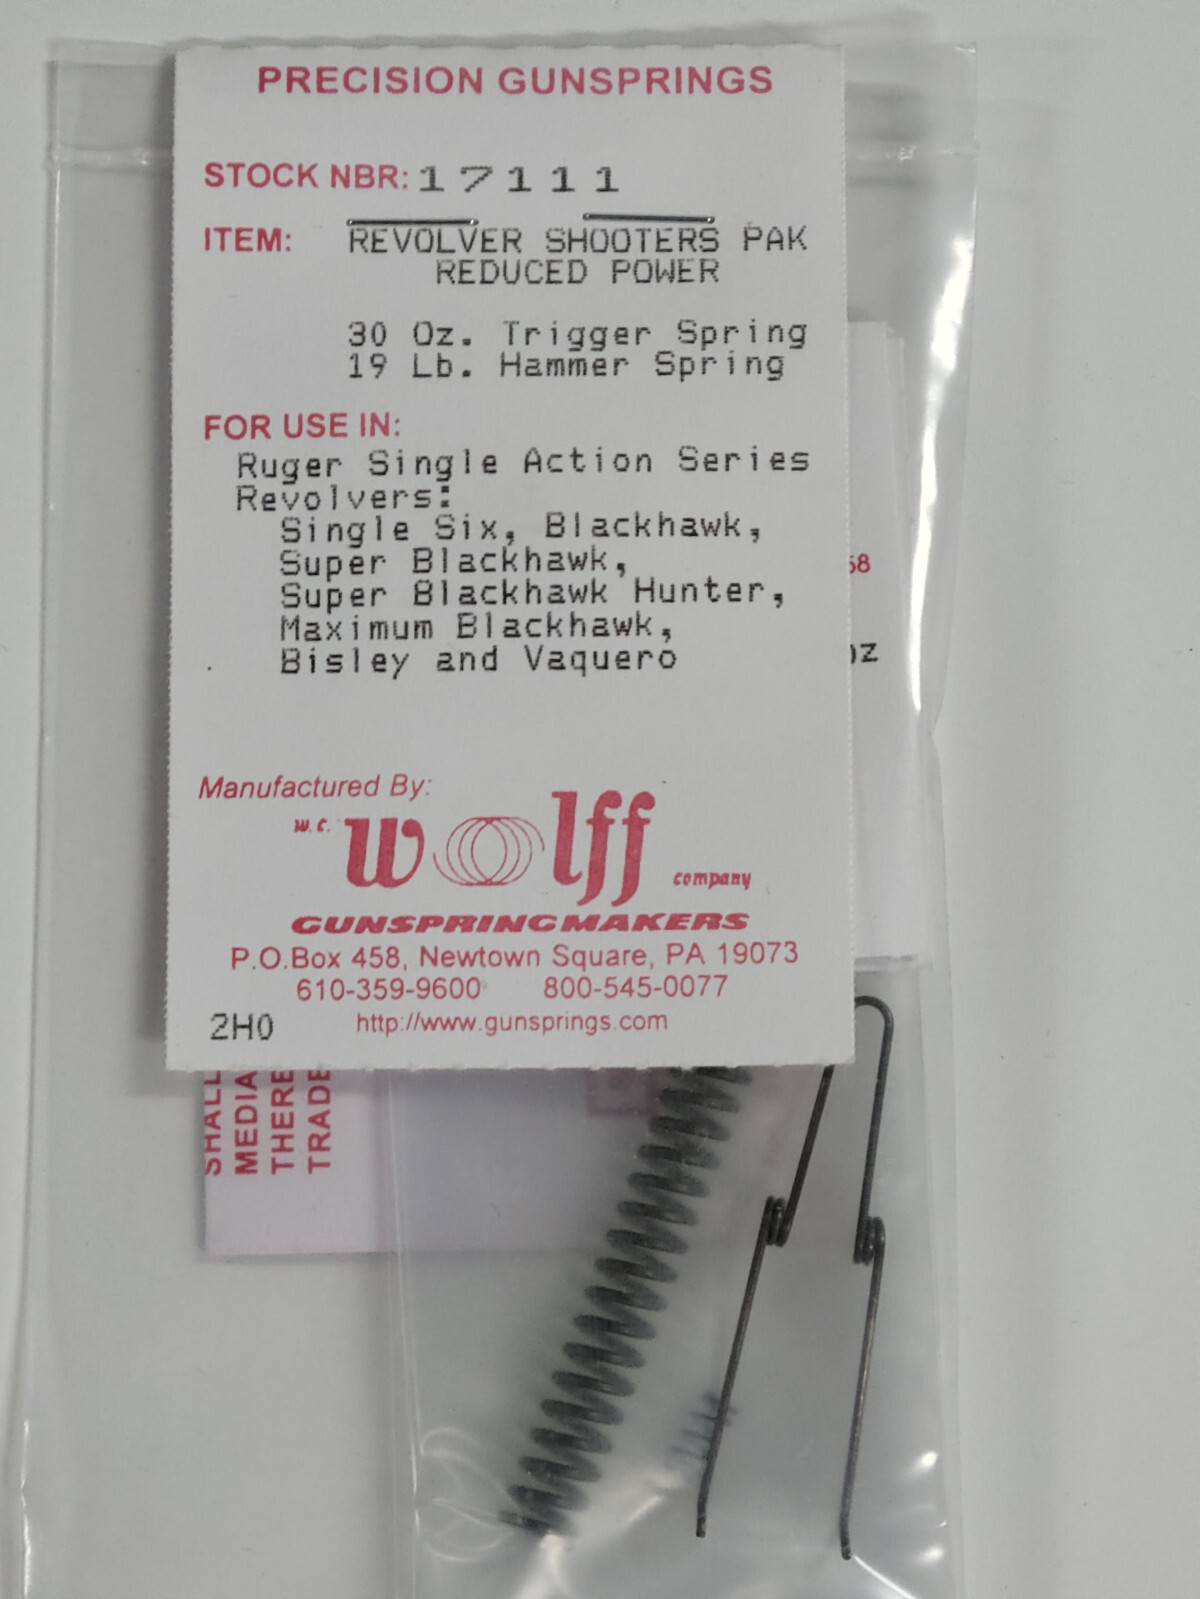 PRECISION GUNSPRINGS
STOCK NBR: 17111
ITEM: REVOLVER SHOOTERS PAK
REDUCED POWER
30 Oz. Trigger Spring
19 Lb. Hammer Spring
FOR USE IN:
Ruger Single Action Series
Revolvers:
Single Six, Blackhawk,
Super Blackhawk,
Super Blackhawk Hunter,
Maximum Blackhawk,
Bisley and Vaquero
Manufactured By:
W.C. Wolff company
GUNSPRINGMAKERS
P.O.Box 458, Newtown Square, PA 19073
610-359-9600 800-545-0077
2H0 http://www.gunsprings.com
58
oz
SHALL
MEDIA
THERE
TRADE